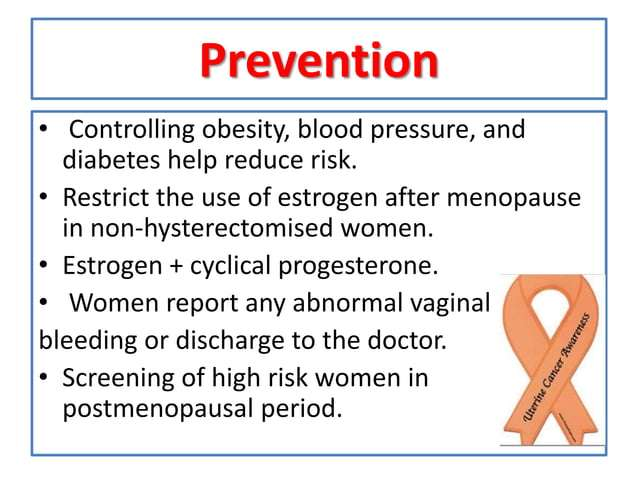 Prevention
• Controlling obesity, blood pressure, and
diabetes help reduce risk.
• Restrict the use of estrogen after menopause
in non-hysterectomised women.
• Estrogen + cyclical progesterone.
• Women report any abnormal vaginal
bleeding or discharge to the doctor.
• Screening of high risk women in
postmenopausal period.
Uterine Cancer Awareness